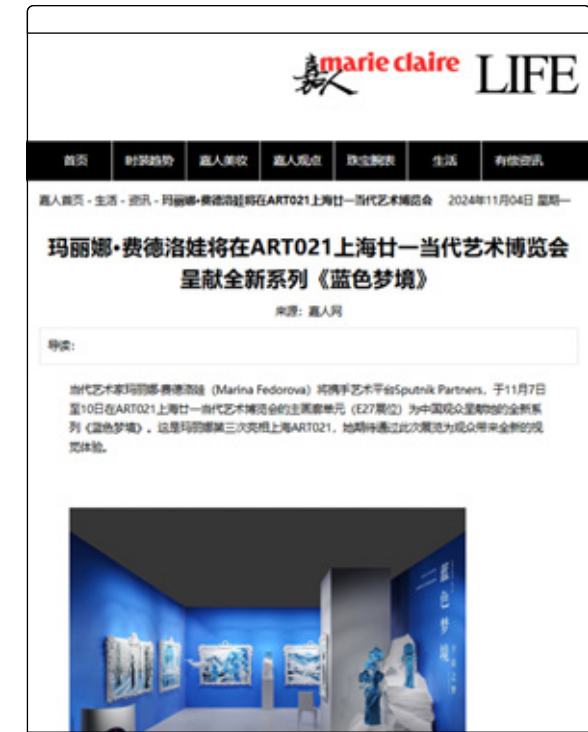 嘉人 marie claire LIFE
首页 时装趋势 嘉人美妆 嘉人观点 珠宝腕表 生活 有偿资讯
嘉人首页 - 生活 - 资讯 - 玛丽娜•费德洛娃将在ART021上海廿一当代艺术博览会 2024年11月04日 星期一
玛丽娜•费德洛娃将在ART021上海廿一当代艺术博览会
呈献全新系列《蓝色梦境》
来源：嘉人网
导读：
当代艺术家玛丽娜•费德洛娃（Marina Fedorova）将携手艺术平台Sputnik Partners，于11月7日
至10日在ART021上海廿一当代艺术博览会的主画廊单元（E27展位）为中国观众呈献她的全新系
列《蓝色梦境》。这是玛丽娜第三次亮相上海ART021，她期待通过此次展览为观众带来全新的视
觉体验。
蓝色梦境